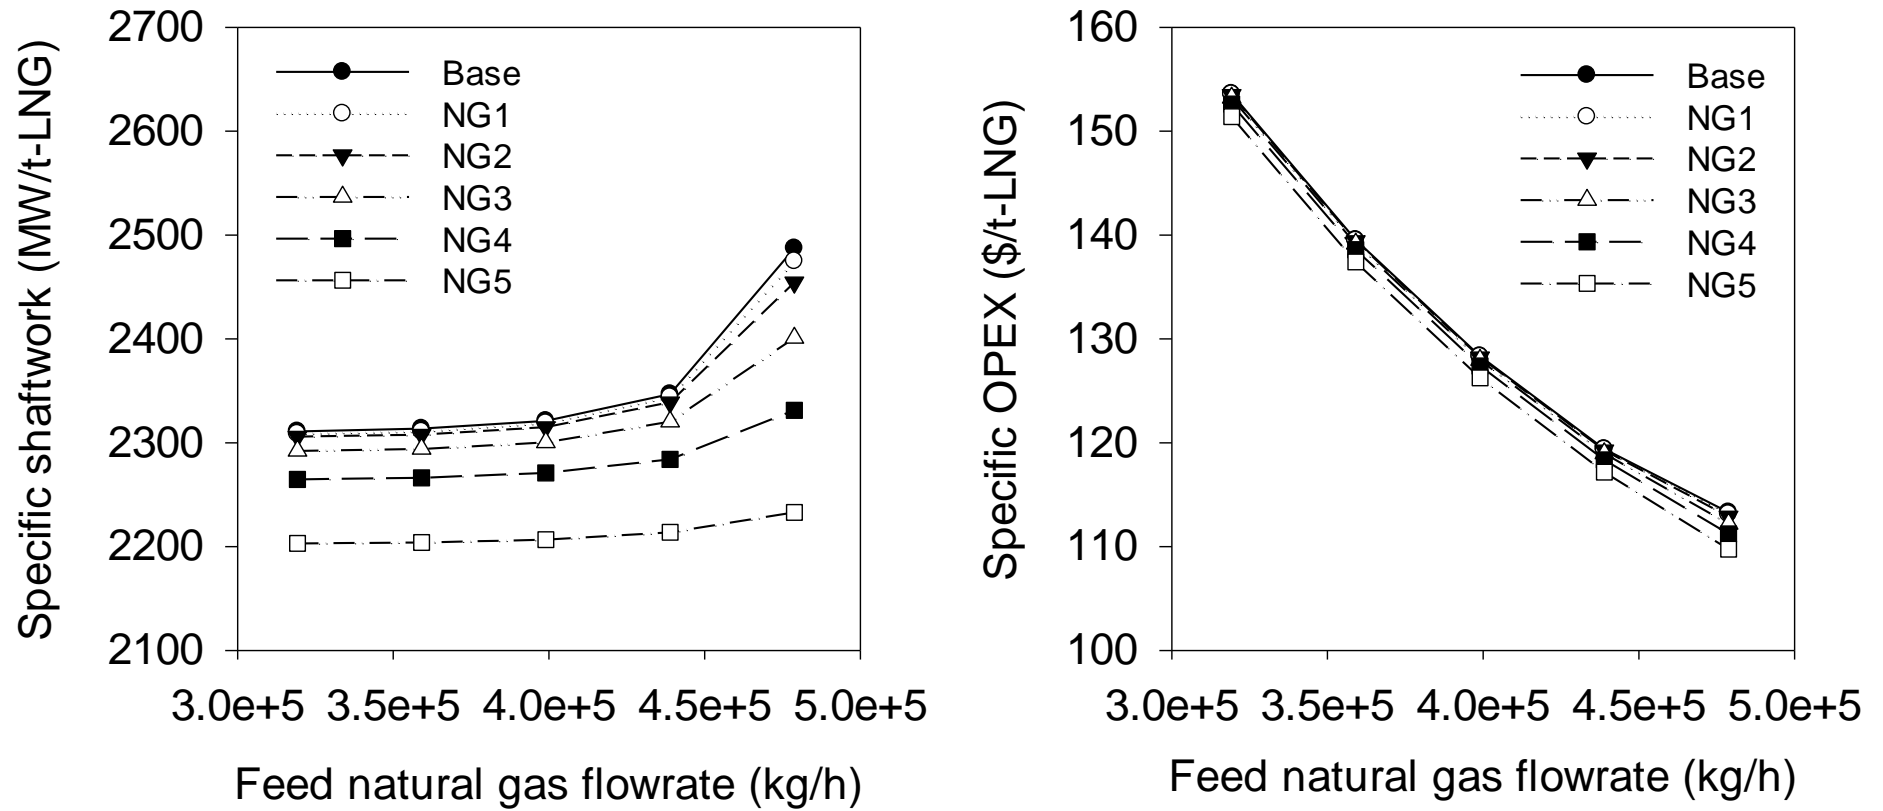 Specific shaftwork (MW/t-LNG)
2700
2600
2500
2400
2300
2200
2100
Base
NG1
NG2
NG3
NG4
NG5
3.0e+5 3.5e+5 4.0e+5 4.5e+5 5.0e+5
Feed natural gas flowrate (kg/h)
Specific OPEX ($/t-LNG)
160
150
140
130
120
110
100
Base
NG1
NG2
NG3
NG4
NG5
3.0e+5 3.5e+5 4.0e+5 4.5e+5 5.0e+5
Feed natural gas flowrate (kg/h)